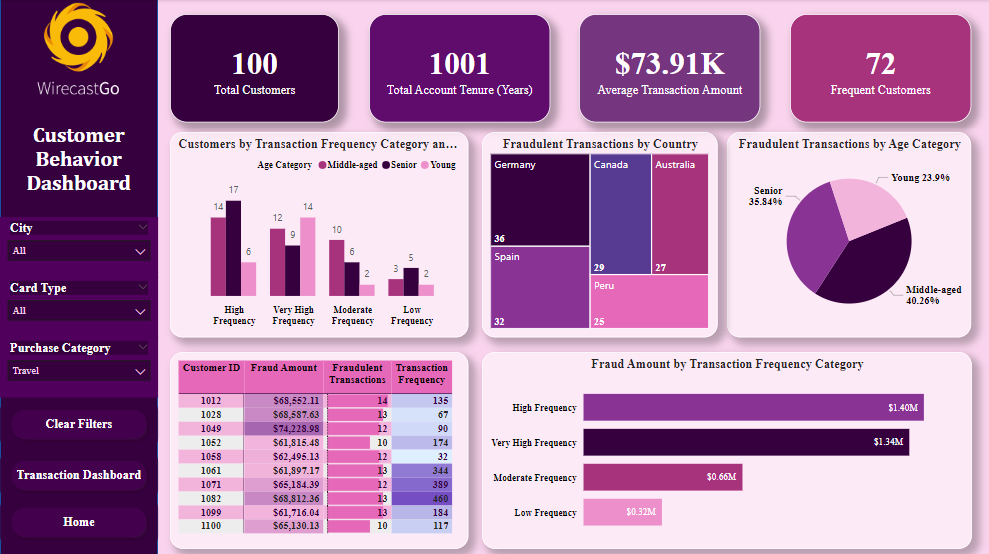 WirecastGo
Customer
Behavior
Dashboard
City
All
Card Type
All
Purchase Category
Travel
Clear Filters
Transaction Dashboard
Home
100
Total Customers
1001
Total Account Tenure (Years)
$73.91K
Average Transaction Amount
72
Frequent Customers
Customers by Transaction Frequency Category an...
Age Category Middle-aged Senior Young
14 17 6
12 9 14
10 6 2
3 5 2
High
Frequency
Very High
Frequency
Moderate
Frequency
Low
Frequency
Fraudulent Transactions by Country
Germany
36
Spain
32
Canada
29
Australia
27
Peru
25
Fraudulent Transactions by Age Category
Young 23.9%
Senior
35.84%
Middle-aged
40.26%
Customer ID Fraud Amount Fraudulent Transactions Transaction Frequency
1012 $68,552.11 14 135
1028 $68,587.63 13 67
1049 $74,228.98 12 90
1052 $61,815.48 10 174
1058 $62,495.13 12 32
1061 $61,897.17 13 344
1071 $65,184.39 12 389
1082 $68,812.36 13 460
1099 $61,716.04 13 184
1100 $65,130.13 10 117
Fraud Amount by Transaction Frequency Category
High Frequency $1.40M
Very High Frequency $1.34M
Moderate Frequency $0.66M
Low Frequency $0.32M